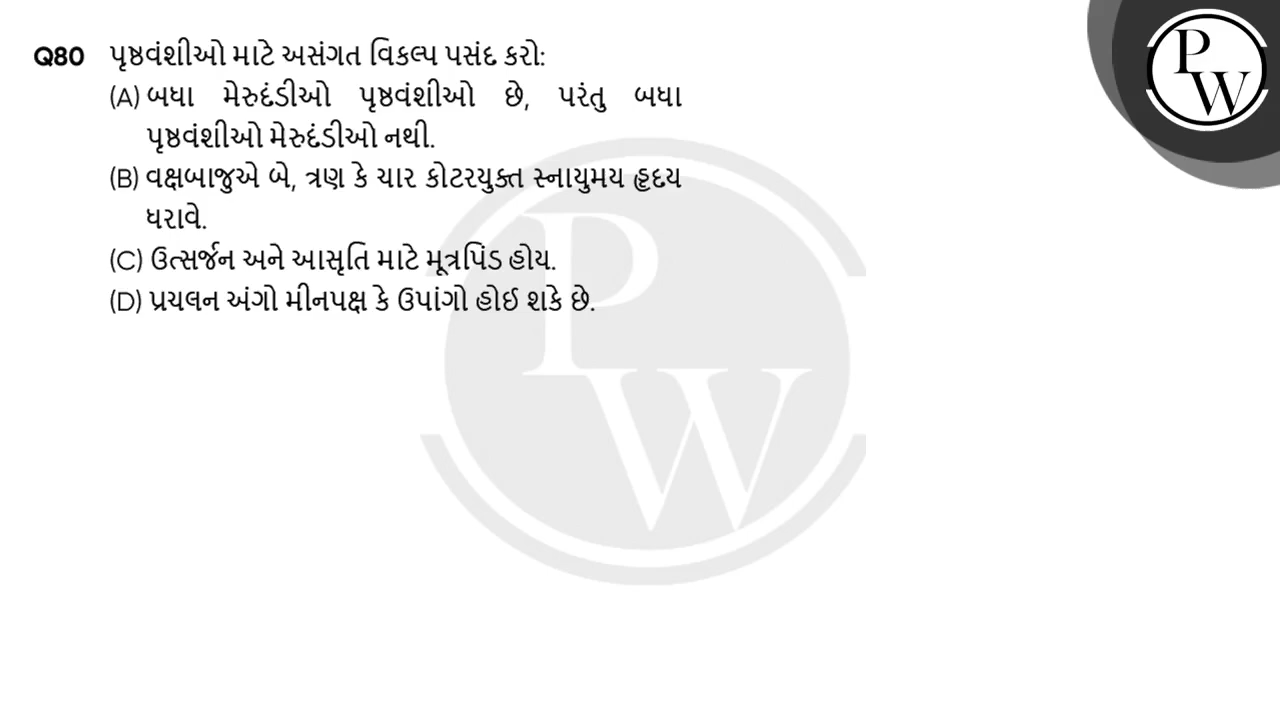 Q80 પૃષ્ઠવંશીઓ માટે અસંગત વિકલ્પ પસંદ કરો:
(A) બધા મેરુદંડીઓ પૃષ્ઠવંશીઓ છે, પરંતુ બધા
પૃષ્ઠવંશીઓ મેરુદંડીઓ નથી.
(B) વક્ષબાજુએ બે, ત્રણ કે ચાર કોટરયુક્ત સ્નાયુમય હૃદય
ધરાવે.
(C) ઉત્સર્જન અને આસૃતિ માટે મૂત્રપિંડ હોય.
(D) પ્રચલન અંગો મીનપક્ષ કે ઉપાંગો હોઈ શકે છે.
P
W
P
W